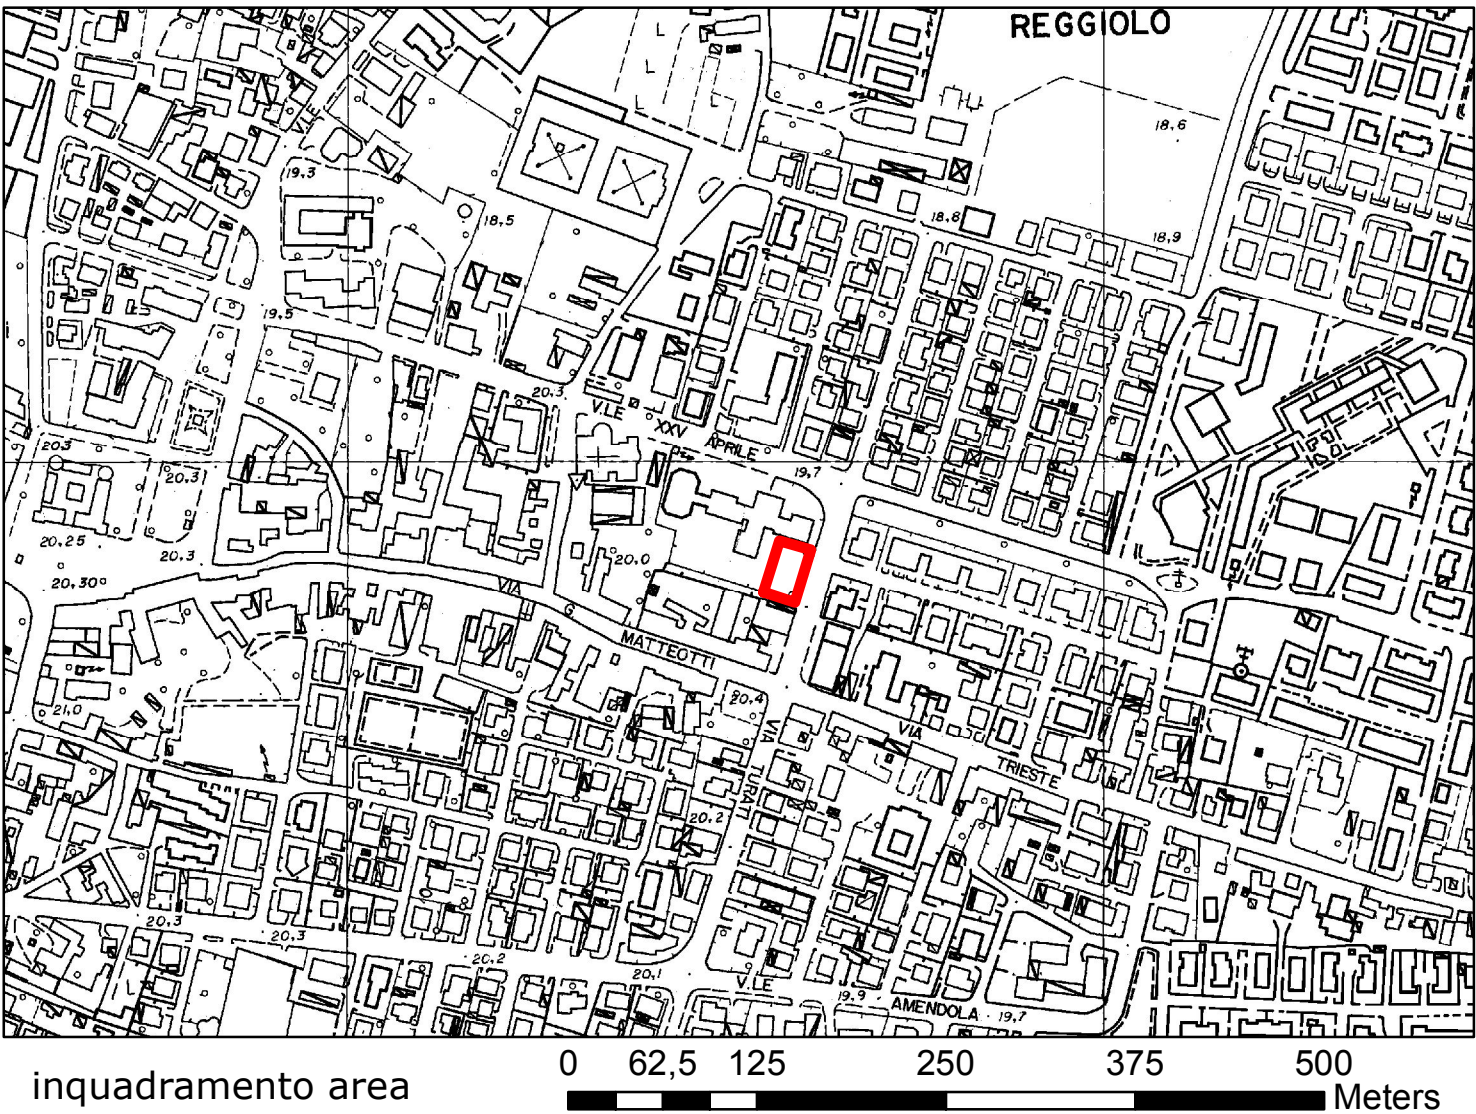 REGGIOLO
L
L
L
L
18,6
V.LE
19,3
18,5
18,8
18,9
19,5
20.3
V.LE XXV APRILE
20.3
20.3
19,7
20,25
20.3
20,30
20.0
VIA G. MATTEOTTI
21,0
20.4
VIA TURATI
VIA TRIESTE
20.2
20.3
20.3
20.2
20,1
L
V.LE AMENDOLA
19,9
19,7
inquadramento area
0 62,5 125 250 375 500
Meters